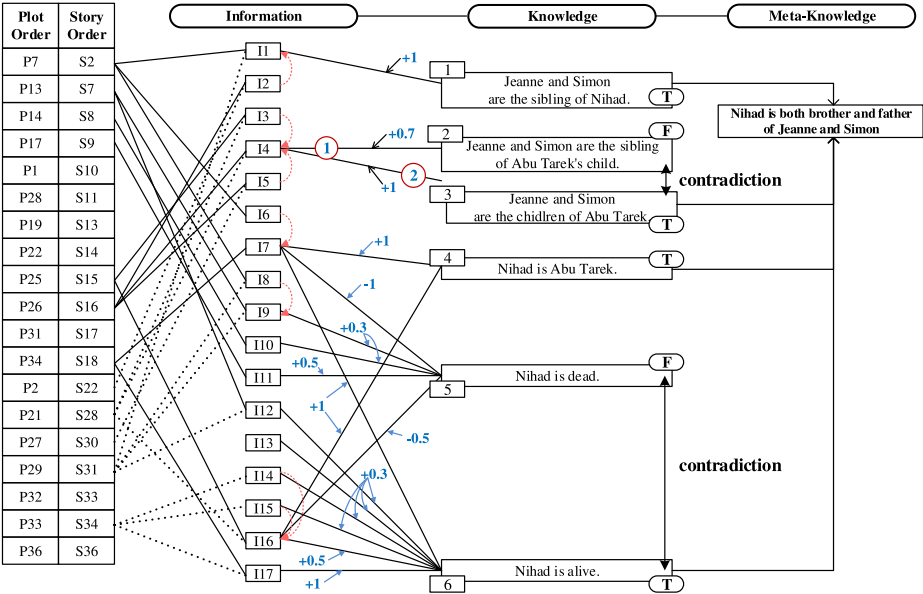 Plot Order
Story Order
Information
Knowledge
Meta-Knowledge
P7 S2
P13 S7
P14 S8
P17 S9
P1 S10
P28 S11
P19 S13
P22 S14
P25 S15
P26 S16
P31 S17
P34 S18
P2 S22
P21 S28
P27 S30
P29 S31
P32 S33
P33 S34
P36 S36
I1
I2
I3
I4
I5
I6
I7
I8
I9
I10
I11
I12
I13
I14
I15
I16
I17
+1
1
+0.7
2
+1
+1
-1
+0.3
+0.5
+1
-0.5
+0.3
+0.5
+1
1
Jeanne and Simon
are the sibling of Nihad.
T
2
F
Jeanne and Simon are the sibling
of Abu Tarek's child.
3
Jeanne and Simon
are the chidlren of Abu Tarek
T
contradiction
4
T
Nihad is Abu Tarek.
F
Nihad is dead.
5
contradiction
Nihad is alive.
6
T
Nihad is both brother and father
of Jeanne and Simon